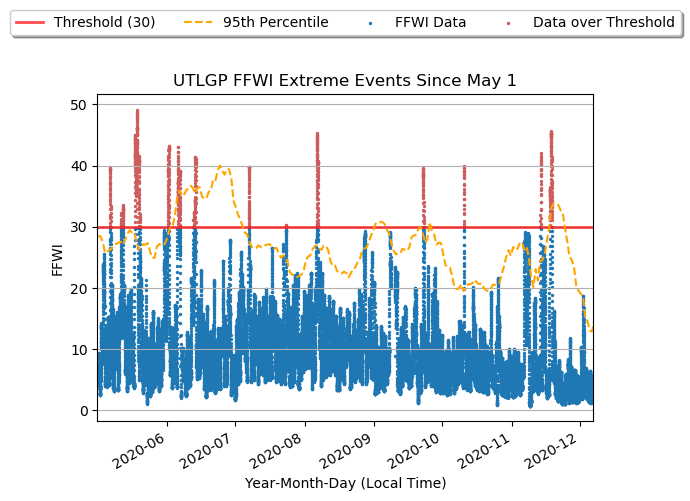 Threshold (30) 95th Percentile FFWI Data Data over Threshold
UTLGP FFWI Extreme Events Since May 1
50
40
30
20
10
0
FFWI
2020-06 2020-07 2020-08 2020-09 2020-10 2020-11 2020-12
Year-Month-Day (Local Time)